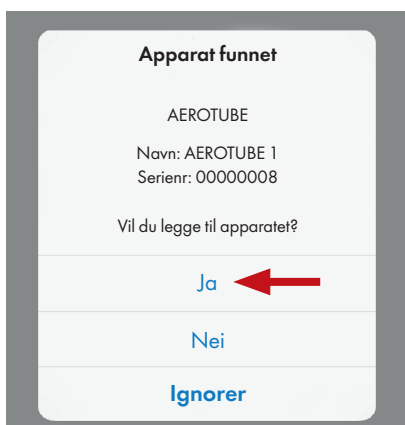 Apparat funnet
AEROTUBE
Navn: AEROTUBE 1
Serienr: 00000008
Vil du legge til apparatet?
Ja
Nei
Ignorer